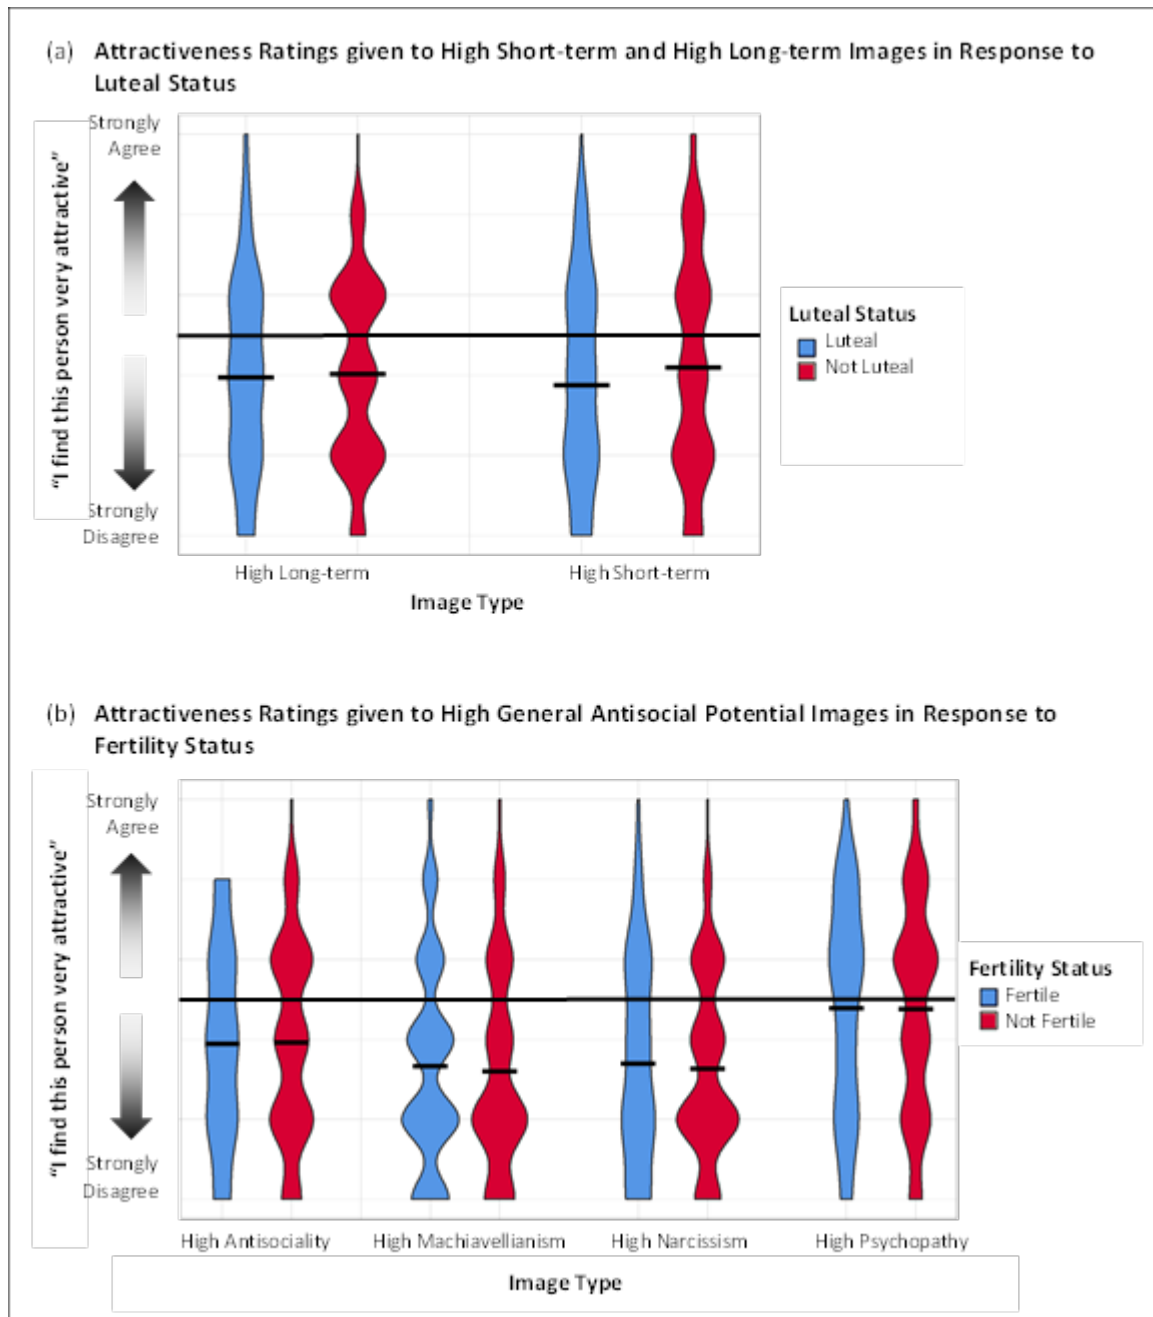 (a) Attractiveness Ratings given to High Short-term and High Long-term Images in Response to
Luteal Status
Strongly
Agree
"I find this person very attractive"
Strongly
Disagree
High Long-term
High Short-term
Image Type
Luteal Status
Luteal
Not Luteal
(b) Attractiveness Ratings given to High General Antisocial Potential Images in Response to
Fertility Status
Strongly
Agree
"I find this person very attractive"
Strongly
Disagree
High Antisociality
High Machiavellianism
High Narcissism
High Psychopathy
Image Type
Fertility Status
Fertile
Not Fertile